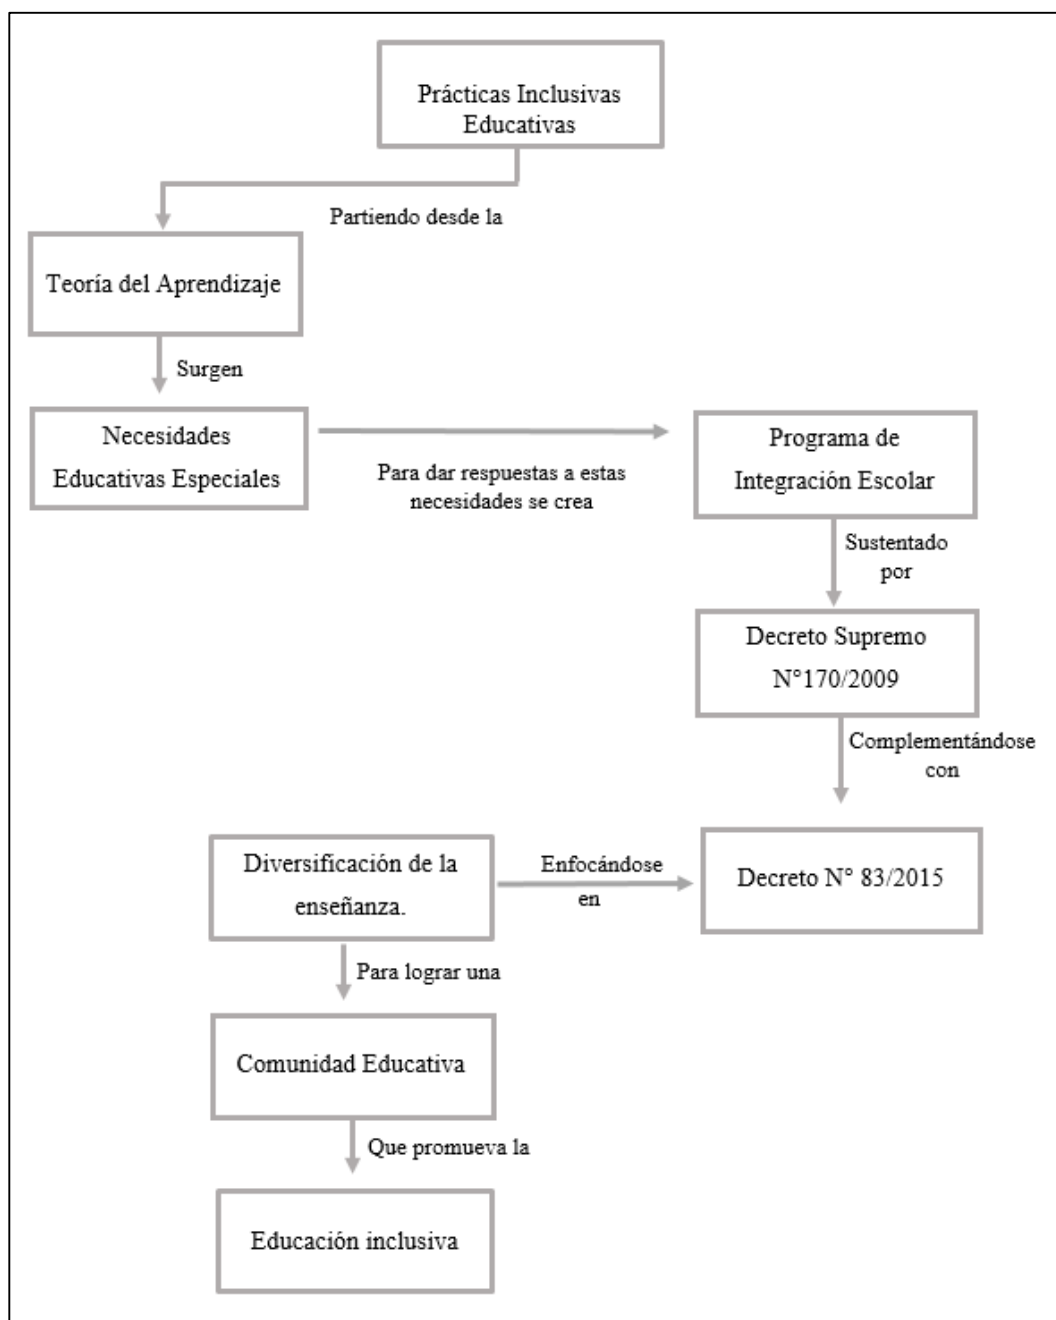 Prácticas Inclusivas
Educativas
Partiendo desde la
Teoría del Aprendizaje
Surgen
Necesidades
Educativas Especiales
Para dar respuestas a estas
necesidades se crea
Programa de
Integración Escolar
Sustentado
por
Decreto Supremo
N°170/2009
Complementándose
con
Decreto N° 83/2015
Enfocándose
en
Diversificación de la
enseñanza.
Para lograr una
Comunidad Educativa
Que promueva la
Educación inclusiva